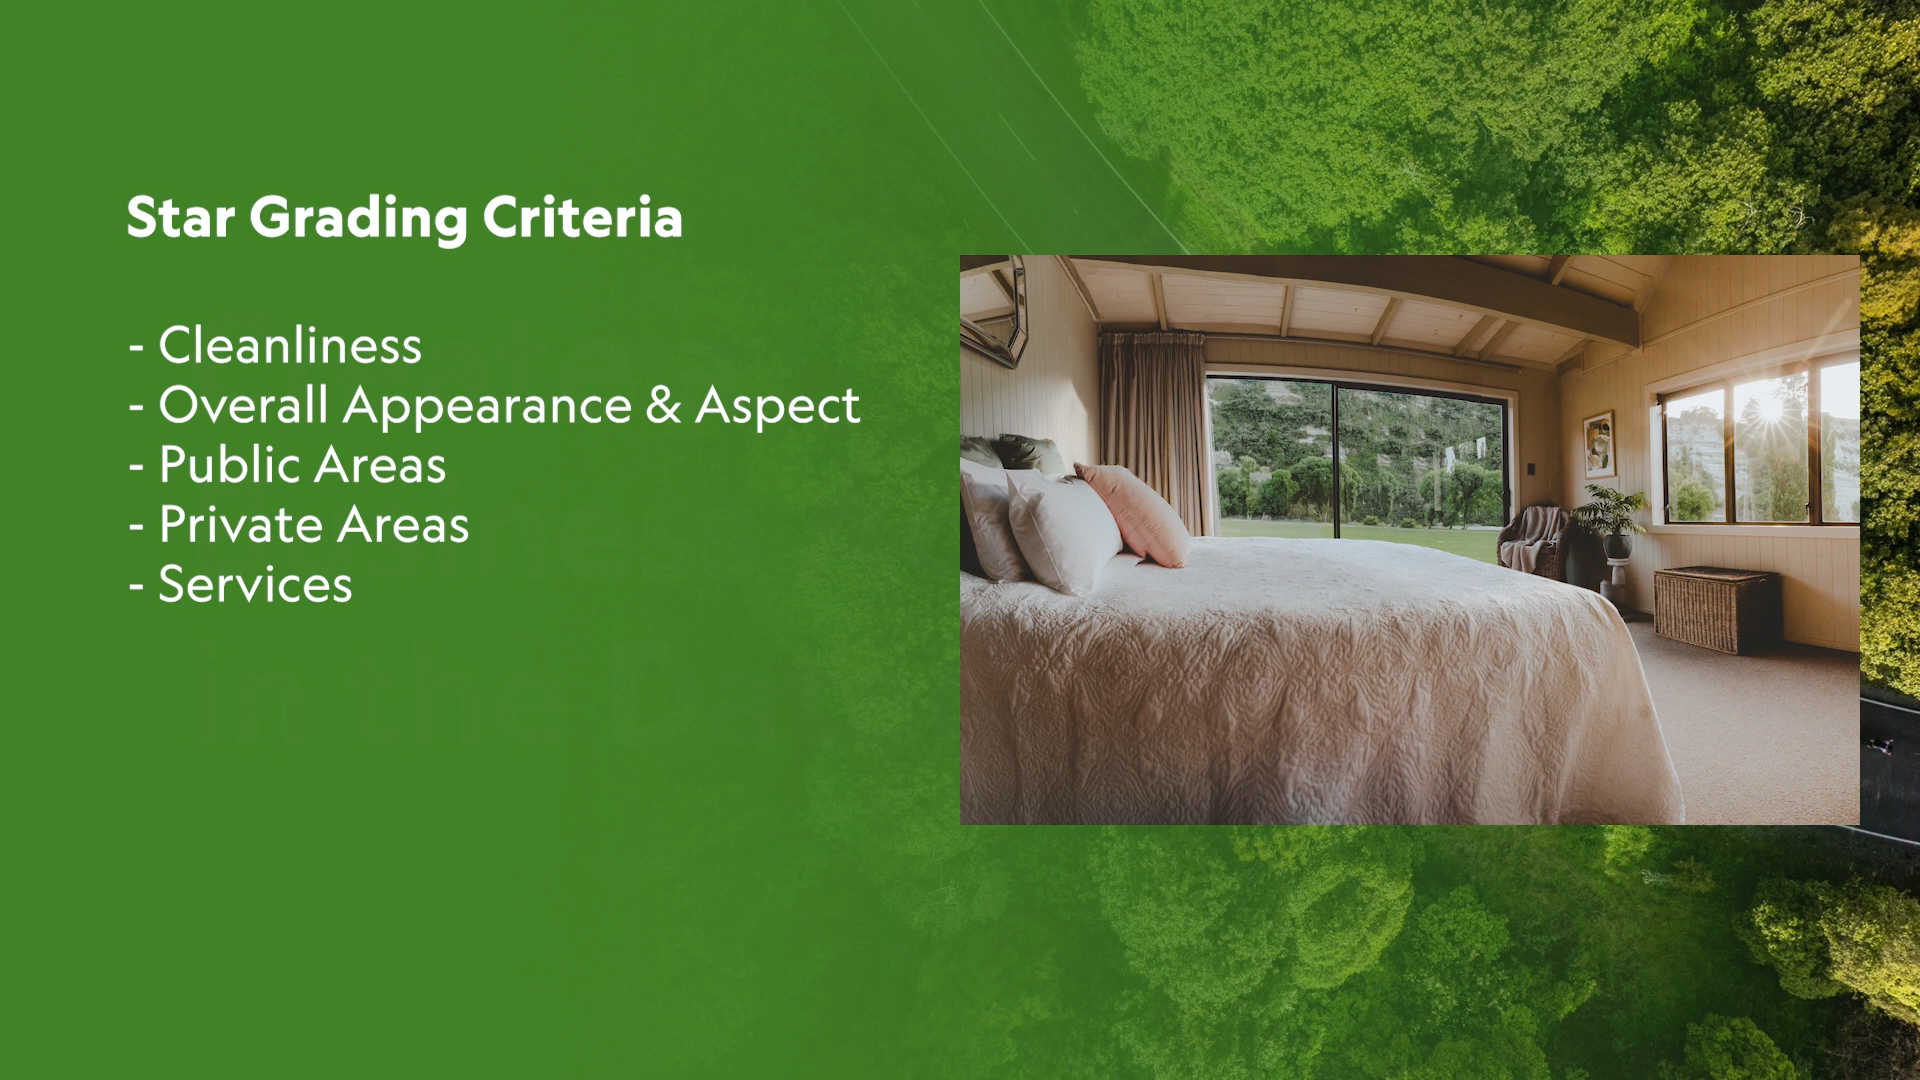 Star Grading Criteria
- Cleanliness
- Overall Appearance & Aspect
- Public Areas
- Private Areas
- Services